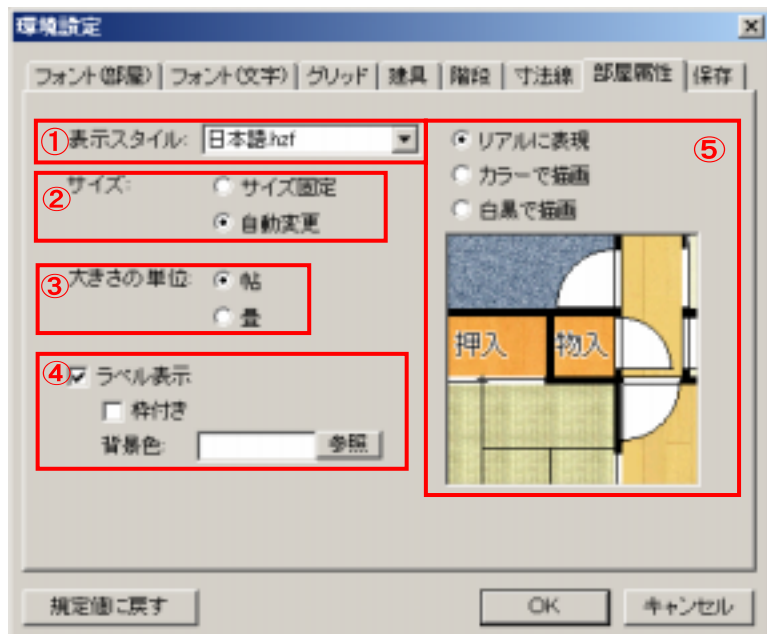 環境設定
フォント(部屋) フォント(文字) グリッド 建具 階段 寸法線 部屋属性 保存
①表示スタイル: 日本語.hzf
② サイズ: サイズ固定
自動変更
③大きさの単位: 帖
畳
④ ラベル表示
枠付き
背景色: 参照
⑤
リアルに表現
カラーで描画
白黒で描画
押入 物入
規定値に戻す OK キャンセル